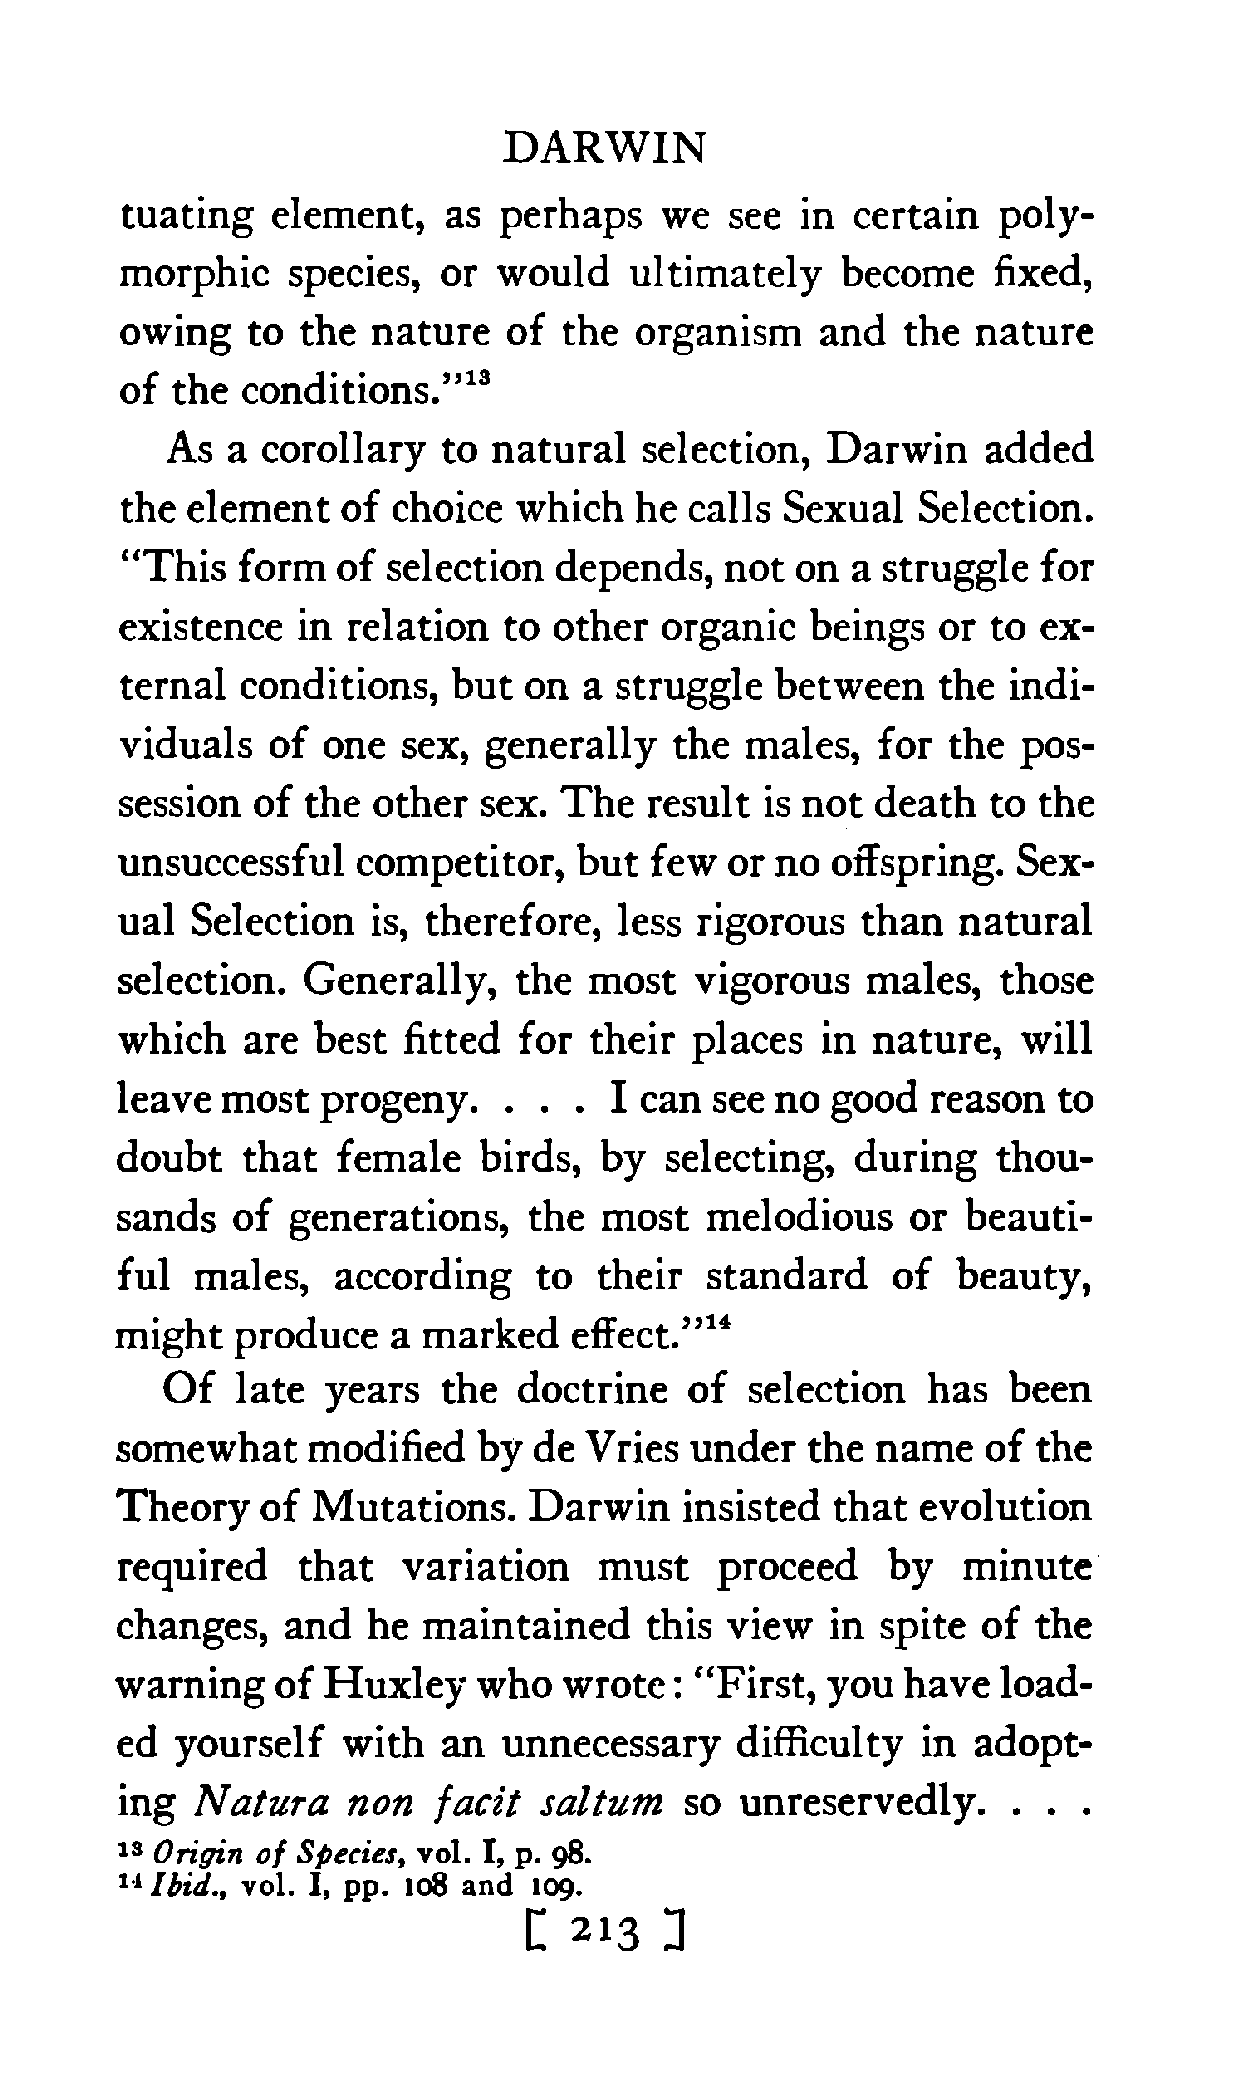 DARWIN
tuating element, as perhaps we see in certain poly-
morphic species, or would ultimately become fixed,
owing to the nature of the organism and the nature
of the conditions."¹³
As a corollary to natural selection, Darwin added
the element of choice which he calls Sexual Selection.
"This form of selection depends, not on a struggle for
existence in relation to other organic beings or to ex-
ternal conditions, but on a struggle between the indi-
viduals of one sex, generally the males, for the pos-
session of the other sex. The result is not death to the
unsuccessful competitor, but few or no offspring. Sex-
ual Selection is, therefore, less rigorous than natural
selection. Generally, the most vigorous males, those
which are best fitted for their places in nature, will
leave most progeny. . . . I can see no good reason to
doubt that female birds, by selecting, during thou-
sands of generations, the most melodious or beauti-
ful males, according to their standard of beauty,
might produce a marked effect."¹⁴
Of late years the doctrine of selection has been
somewhat modified by de Vries under the name of the
Theory of Mutations. Darwin insisted that evolution
required that variation must proceed by minute
changes, and he maintained this view in spite of the
warning of Huxley who wrote: "First, you have load-
ed yourself with an unnecessary difficulty in adopt-
ing Natura non facit saltum so unreservedly. . . .
¹³ Origin of Species, vol. I, p. 98.
¹⁴ Ibid., vol. I, pp. 108 and 109.
[ 213 ]